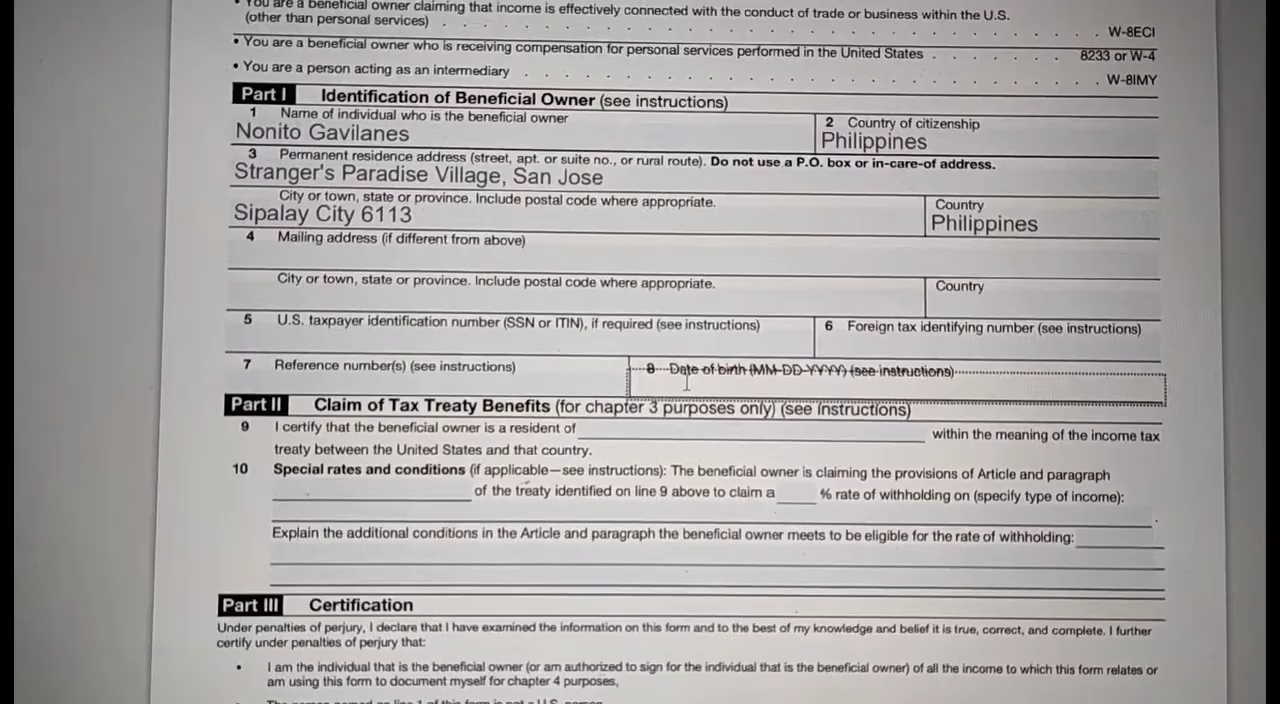 • You are a beneficial owner claiming that income is effectively connected with the conduct of trade or business within the U.S.
(other than personal services) . . . . . . . . . . . . . . . . . . . . . . . . . W-8ECI
• You are a beneficial owner who is receiving compensation for personal services performed in the United States . . . . . . . 8233 or W-4
• You are a person acting as an intermediary . . . . . . . . . . . . . . . . . . . . . . W-8IMY
Part I Identification of Beneficial Owner (see instructions)
1 Name of individual who is the beneficial owner
Nonito Gavilanes
2 Country of citizenship
Philippines
3 Permanent residence address (street, apt. or suite no., or rural route). Do not use a P.O. box or in-care-of address.
Stranger's Paradise Village, San Jose
City or town, state or province. Include postal code where appropriate.
Sipalay City 6113
Country
Philippines
4 Mailing address (if different from above)
City or town, state or province. Include postal code where appropriate.
Country
5 U.S. taxpayer identification number (SSN or ITIN), if required (see instructions)
6 Foreign tax identifying number (see instructions)
7 Reference number(s) (see instructions)
8 Date of birth (MM-DD-YYYY) (see instructions)
Part II Claim of Tax Treaty Benefits (for chapter 3 purposes only) (see instructions)
9 I certify that the beneficial owner is a resident of within the meaning of the income tax
treaty between the United States and that country.
10 Special rates and conditions (if applicable—see instructions): The beneficial owner is claiming the provisions of Article and paragraph
of the treaty identified on line 9 above to claim a % rate of withholding on (specify type of income):
.
Explain the additional conditions in the Article and paragraph the beneficial owner meets to be eligible for the rate of withholding:
Part III Certification
Under penalties of perjury, I declare that I have examined the information on this form and to the best of my knowledge and belief it is true, correct, and complete. I further
certify under penalties of perjury that:
• I am the individual that is the beneficial owner (or am authorized to sign for the individual that is the beneficial owner) of all the income to which this form relates or
am using this form to document myself for chapter 4 purposes,
• The person named on line 1 of this form is not a U.S. person